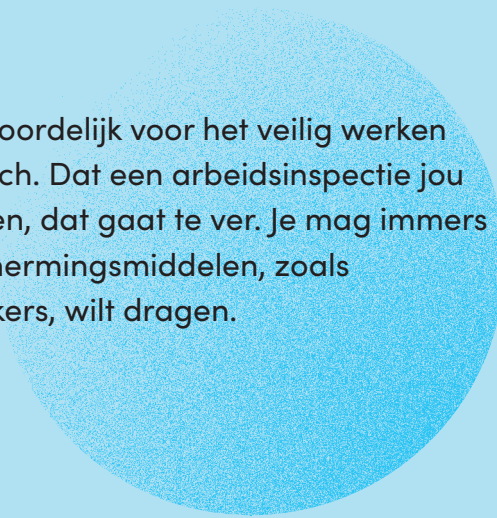 oordelijk voor het veilig werken
ch. Dat een arbeidsinspectie jou
en, dat gaat te ver. Je mag immers
hermingsmiddelen, zoals
kers, wilt dragen.